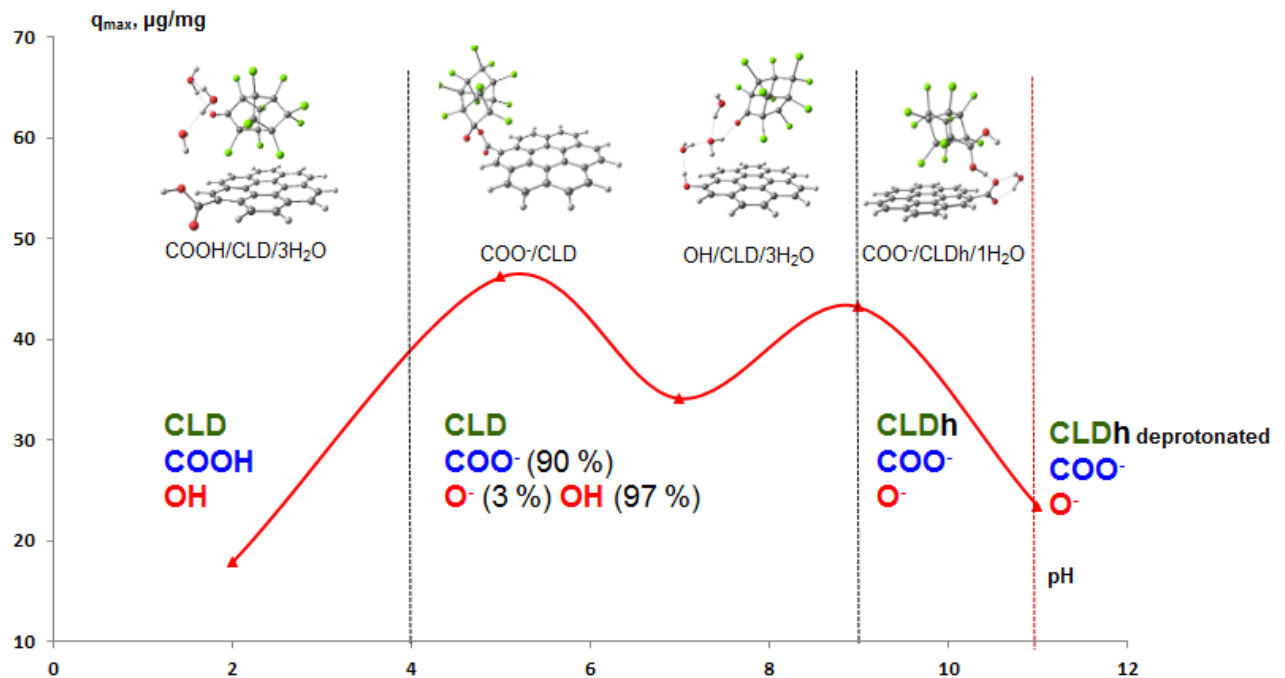 q_max, µg/mg
70
60
50
40
30
20
10
COOH/CLD/3H₂O
COO⁻/CLD
OH/CLD/3H₂O
COO⁻/CLDh/1H₂O
CLD
COOH
OH
CLD
COO⁻ (90 %)
O⁻ (3 %) OH (97 %)
CLDh
COO⁻
O⁻
CLDh deprotonated
COO⁻
O⁻
pH
0 2 4 6 8 10 12